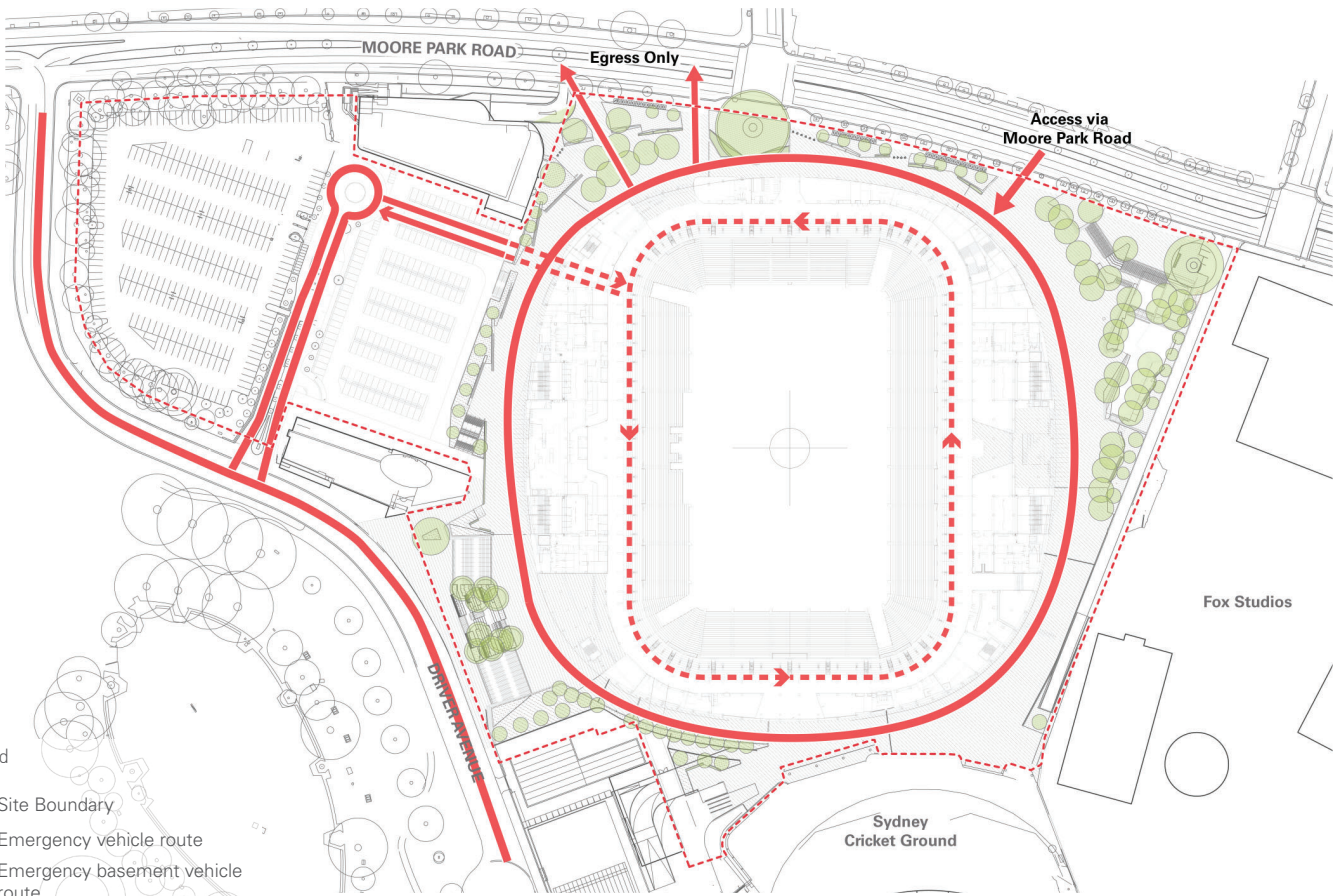 MOORE PARK ROAD
Egress Only
Access via
Moore Park Road
DRIVER AVENUE
Fox Studios
Sydney
Cricket Ground
d
Site Boundary
Emergency vehicle route
Emergency basement vehicle
route